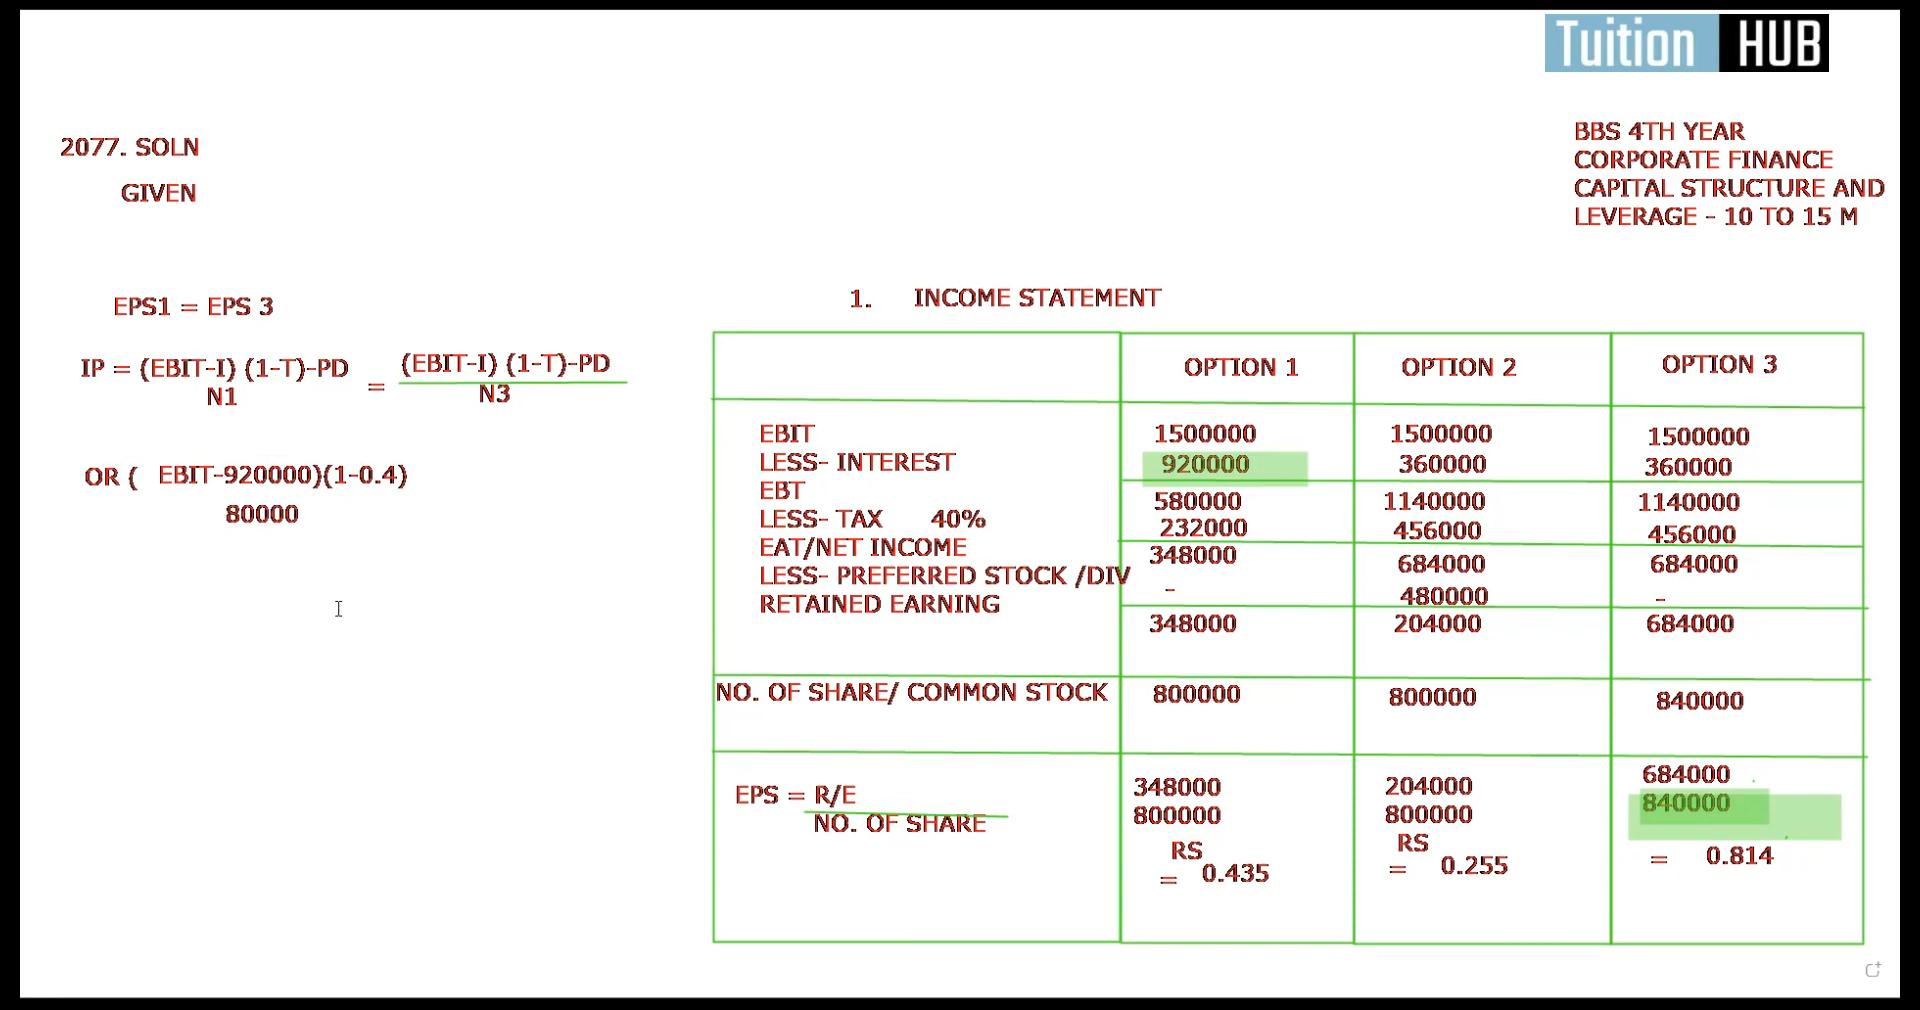 Tuition HUB
BBS 4TH YEAR
CORPORATE FINANCE
CAPITAL STRUCTURE AND
LEVERAGE - 10 TO 15 M
2077. SOLN
GIVEN
EPS1 = EPS 3
IP = (EBIT-I) (1-T)-PD = (EBIT-I) (1-T)-PD
N1 N3
OR ( EBIT-920000)(1-0.4)
80000
1. INCOME STATEMENT
OPTION 1 OPTION 2 OPTION 3
EBIT 1500000 1500000 1500000
LESS- INTEREST 920000 360000 360000
EBT 580000 1140000 1140000
LESS- TAX 40% 232000 456000 456000
EAT/NET INCOME 348000 684000 684000
LESS- PREFERRED STOCK /DIV - 480000 -
RETAINED EARNING 348000 204000 684000
NO. OF SHARE/ COMMON STOCK 800000 800000 840000
EPS = R/E 348000 204000 684000
NO. OF SHARE 800000 800000 840000
RS RS
= 0.435 = 0.255 = 0.814